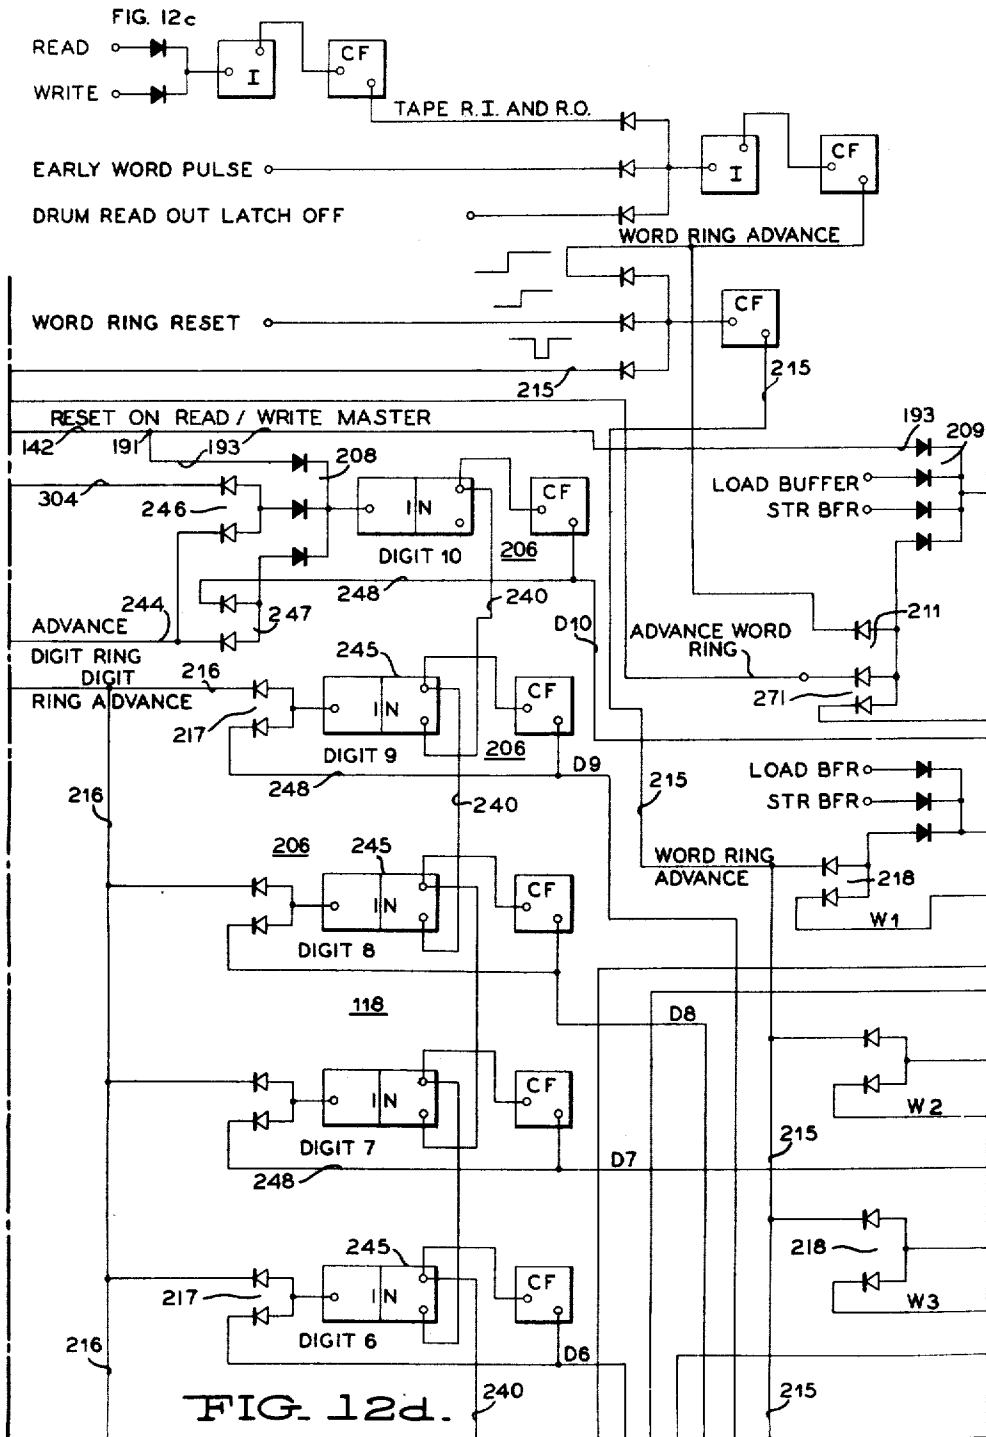 FIG. 12c
READ
WRITE
I
CF
TAPE R.I. AND R.O.
EARLY WORD PULSE
I
CF
DRUM READ OUT LATCH OFF
WORD RING ADVANCE
WORD RING RESET
CF
215
215
RESET ON READ / WRITE MASTER
142
191
193
193
209
208
304
246
LOAD BUFFER
STR BFR
IN
CF
DIGIT 10
206
248
240
244
247
D10
211
ADVANCE
DIGIT RING
ADVANCE WORD
RING
271
DIGIT
RING ADVANCE
216
245
217
IN
CF
206
DIGIT 9
248
D9
LOAD BFR
STR BFR
216
240
215
206
245
WORD RING
ADVANCE
218
IN
CF
W1
DIGIT 8
118
D8
IN
CF
W2
DIGIT 7
215
248
D7
245
218
217
IN
CF
W3
DIGIT 6
216
D6
240
215
FIG. 12d.